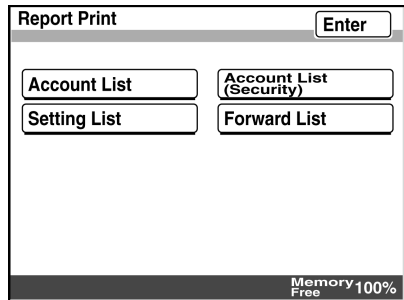 Report Print
Enter
Account List
Account List
(Security)
Setting List
Forward List
Memory
Free 100%